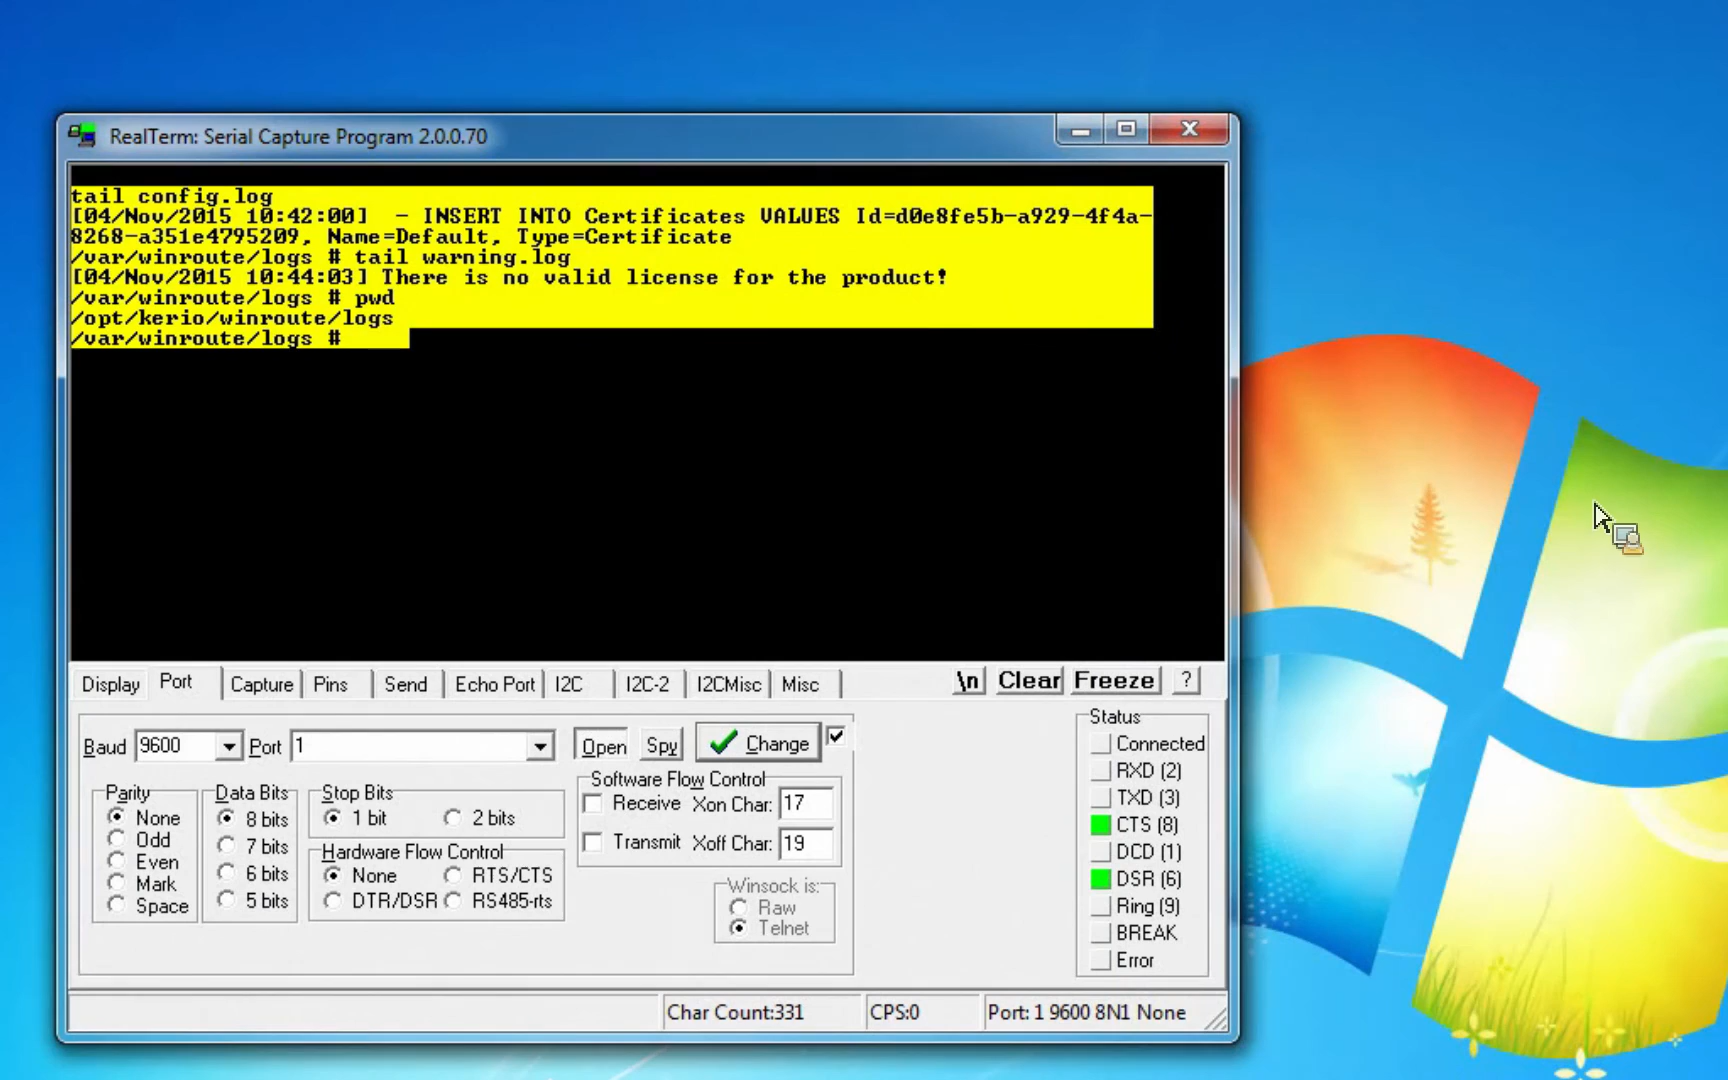 RealTerm: Serial Capture Program 2.0.0.70
tail config.log
[04/Nov/2015 10:42:00]  - INSERT INTO Certificates VALUES Id=d0e8fe5b-a929-4f4a-
8268-a351e4795209, Name=Default, Type=Certificate
/var/winroute/logs # tail warning.log
[04/Nov/2015 10:44:03] There is no valid license for the product!
/var/winroute/logs # pwd
/opt/kerio/winroute/logs
/var/winroute/logs #
Display Port Capture Pins Send Echo Port I2C I2C-2 I2CMisc Misc \n Clear Freeze ?
Baud 9600 Port 1 Open Spy Change
Parity
None
Odd
Even
Mark
Space
Data Bits
8 bits
7 bits
6 bits
5 bits
Stop Bits
1 bit 2 bits
Hardware Flow Control
None RTS/CTS
DTR/DSR RS485-rts
Software Flow Control
Receive Xon Char: 17
Transmit Xoff Char: 19
Winsock is:
Raw
Telnet
Status
Connected
RXD (2)
TXD (3)
CTS (8)
DCD (1)
DSR (6)
Ring (9)
BREAK
Error
Char Count:331 CPS:0 Port: 1 9600 8N1 None